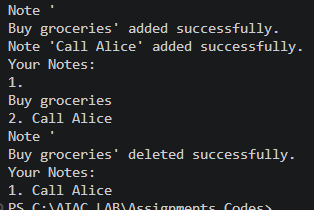 Note '
Buy groceries' added successfully.
Note 'Call Alice' added successfully.
Your Notes:
1.
Buy groceries
2. Call Alice
Note '
Buy groceries' deleted successfully.
Your Notes:
1. Call Alice
PS C:\AIAC LAB\Assignments Codes>